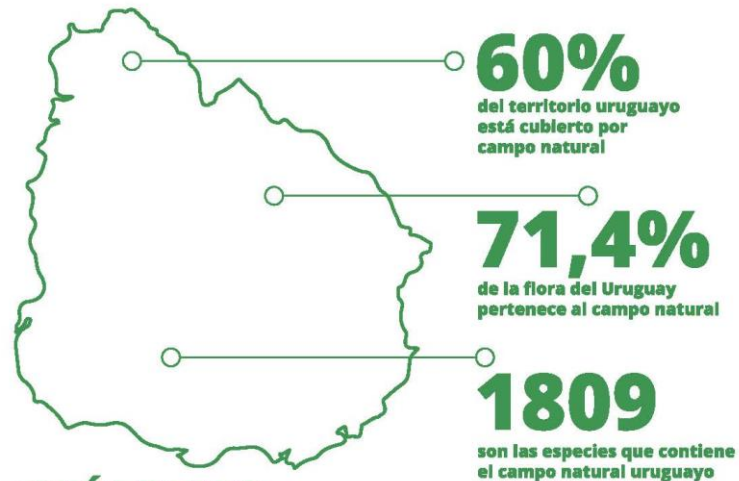 60%
del territorio uruguayo
está cubierto por
campo natural
71,4%
de la flora del Uruguay
pertenece al campo natural
1809
son las especies que contiene
el campo natural uruguayo